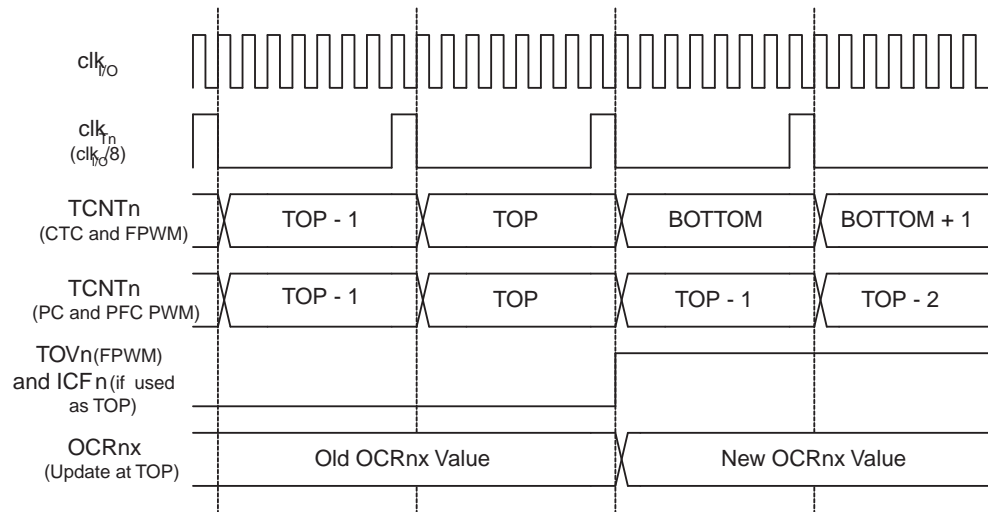 clkI/O
clkTn
(clkI/O/8)
TCNTn
(CTC and FPWM)
TOP - 1
TOP
BOTTOM
BOTTOM + 1
TCNTn
(PC and PFC PWM)
TOP - 1
TOP
TOP - 1
TOP - 2
TOVn(FPWM)
and ICFn(if used
as TOP)
OCRnx
(Update at TOP)
Old OCRnx Value
New OCRnx Value